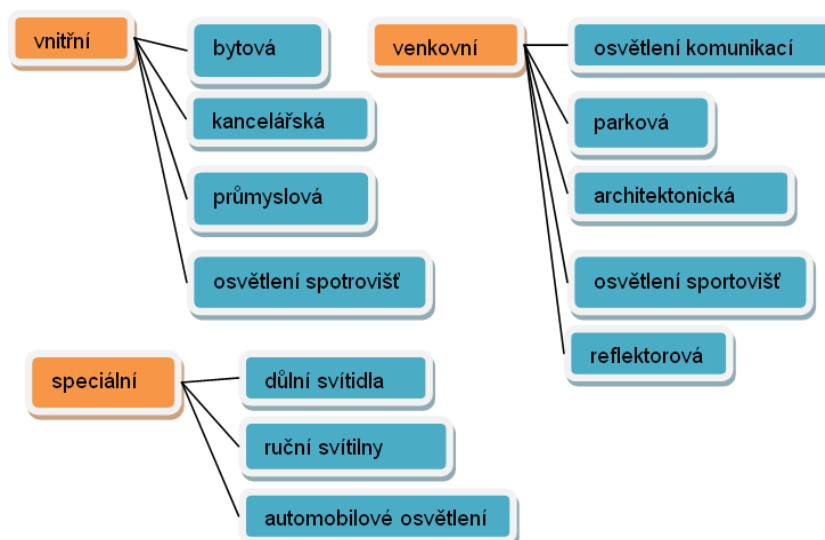 vnitřní
bytová
kancelářská
průmyslová
osvětlení spotrovišť
venkovní
osvětlení komunikací
parková
architektonická
osvětlení sportovišť
reflektorová
speciální
důlní svítidla
ruční svítilny
automobilové osvětlení